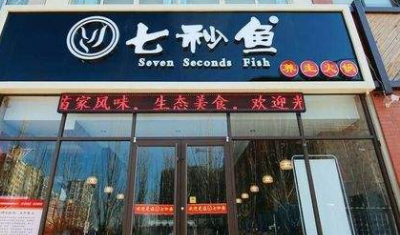 七秒鱼
Seven Seconds Fish
养生火锅
苗家风味。生态美食。欢迎光